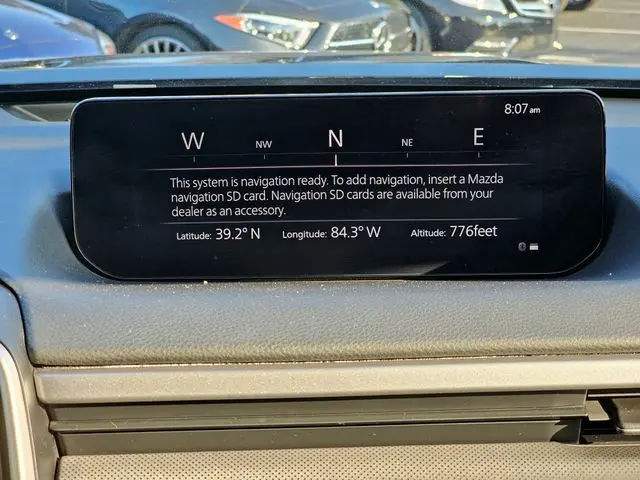 8:07 am
W NW N NE E
This system is navigation ready. To add navigation, insert a Mazda
navigation SD card. Navigation SD cards are available from your
dealer as an accessory.
Latitude: 39.2° N Longitude: 84.3° W Altitude: 776feet